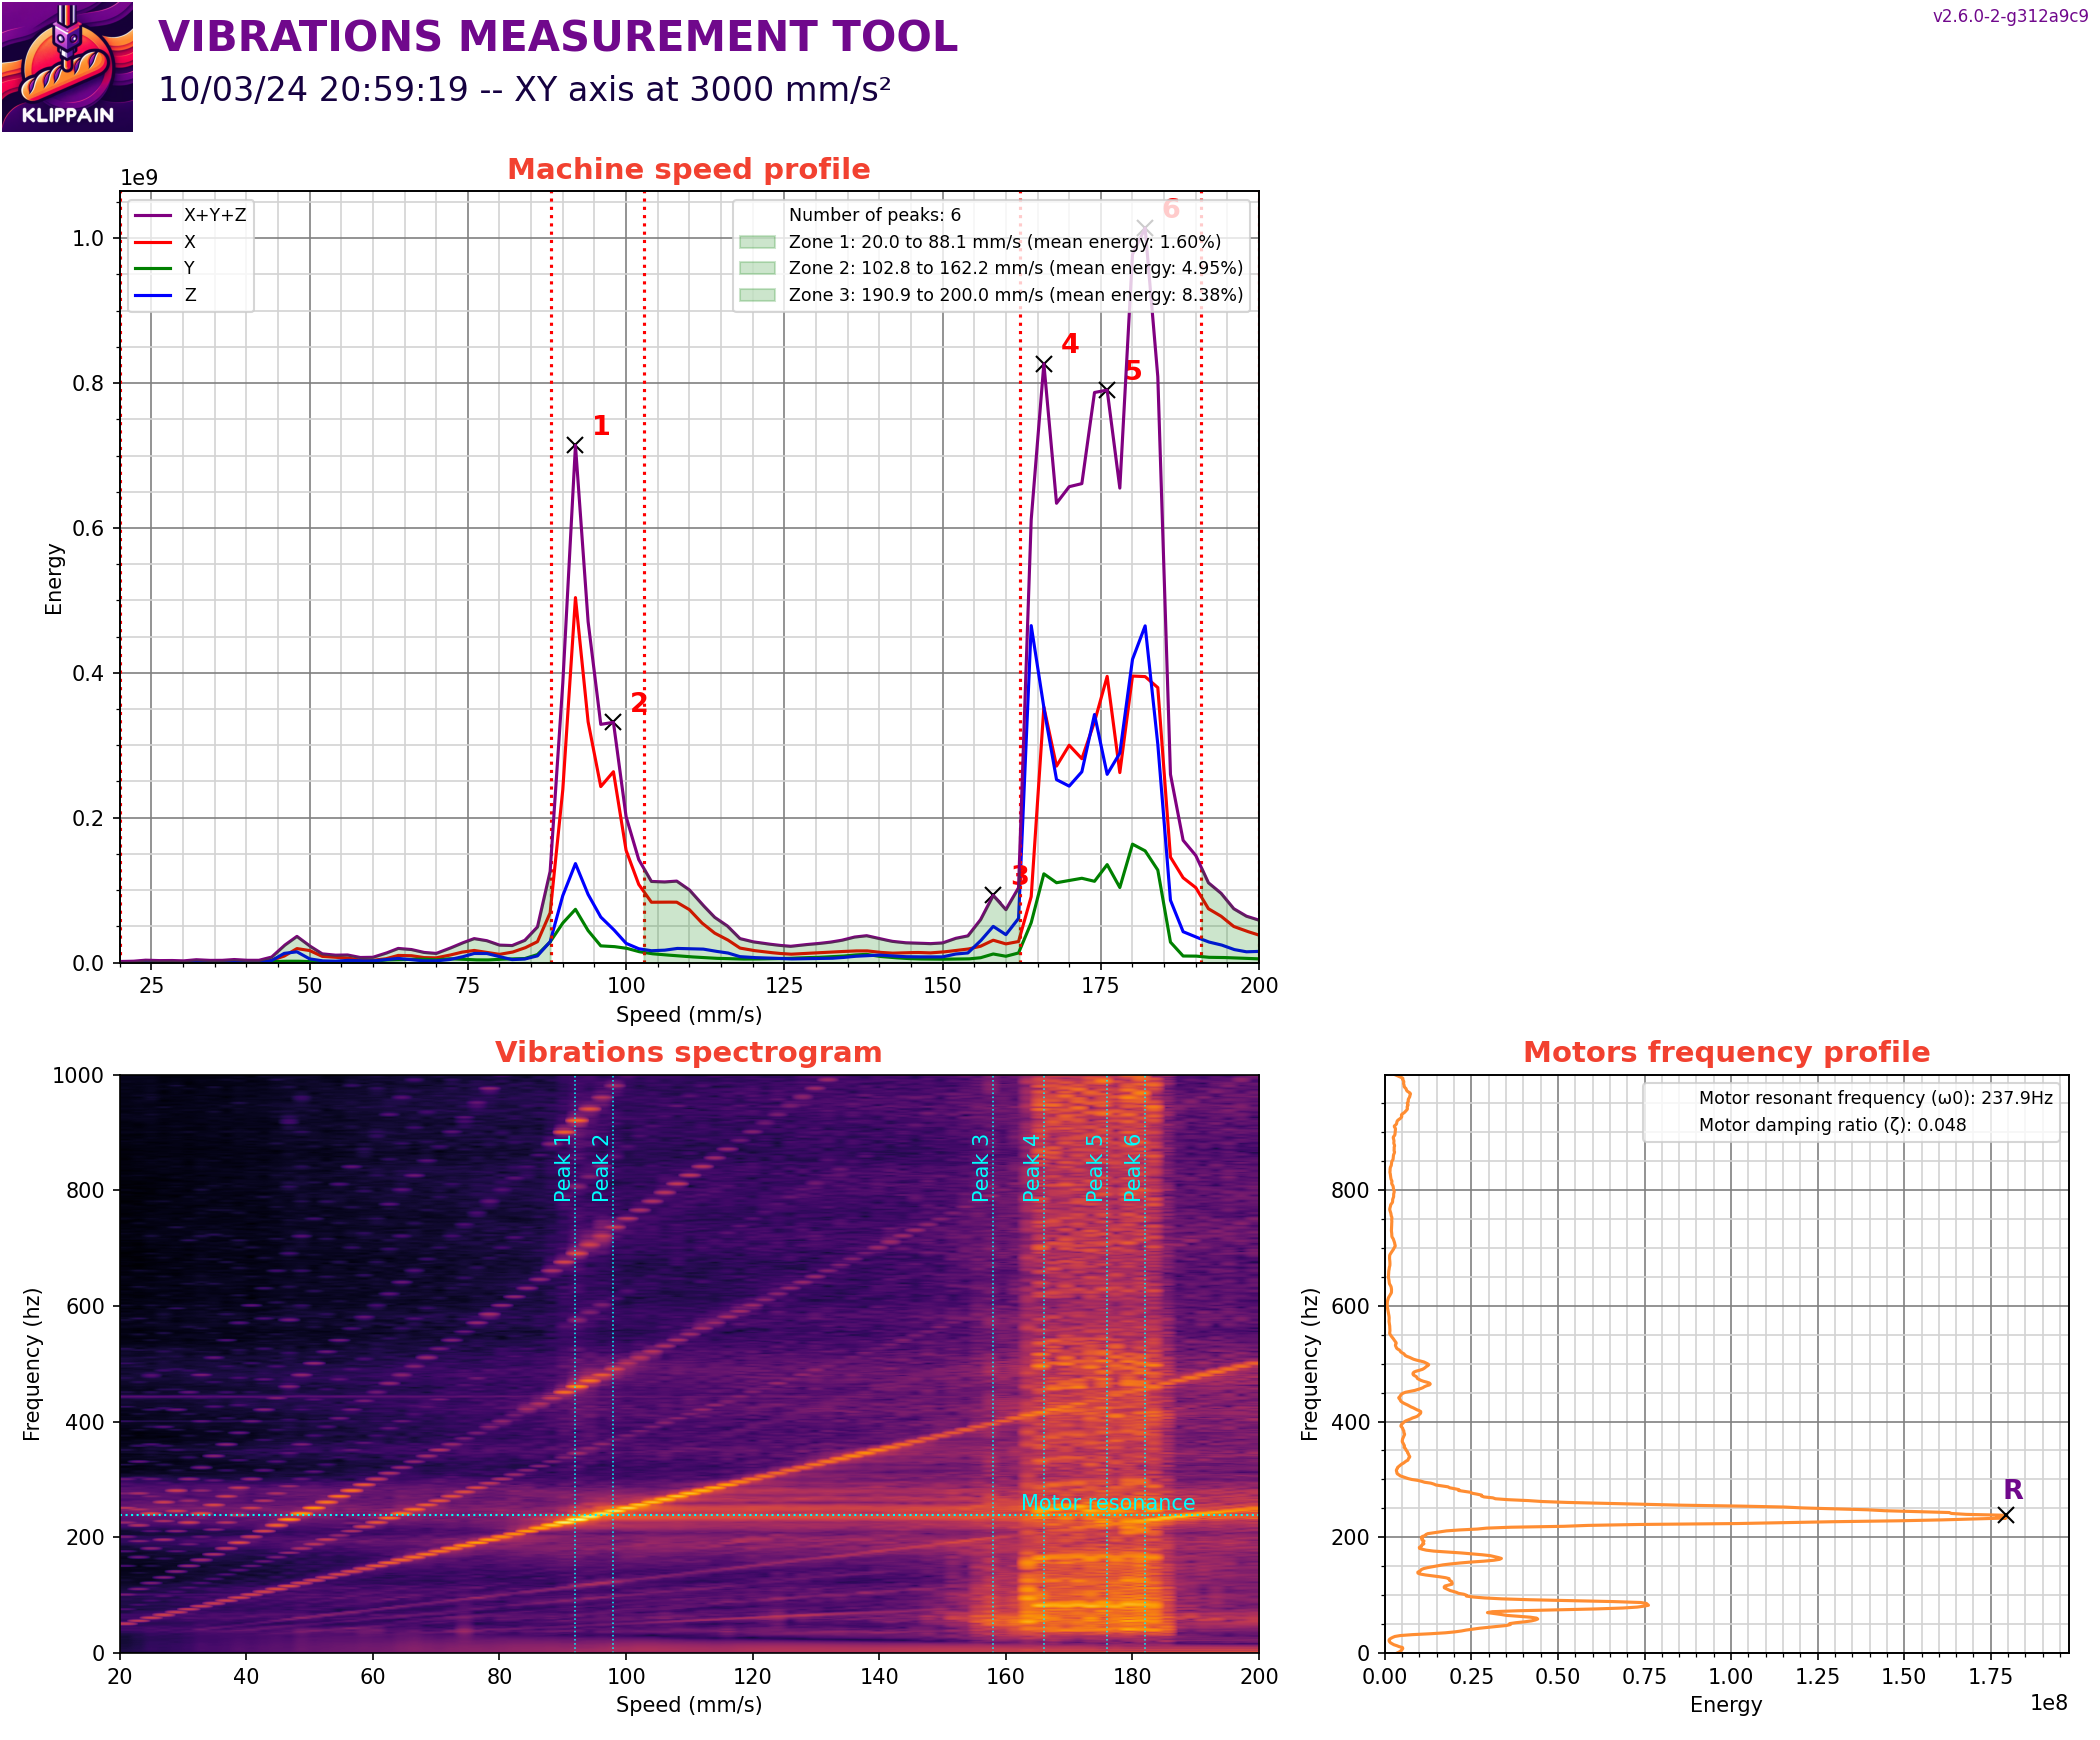 v2.6.0-2-g312a9c9
VIBRATIONS MEASUREMENT TOOL
10/03/24 20:59:19 -- XY axis at 3000 mm/s²
KLIPPAIN
Machine speed profile
1e9
X+Y+Z
X
Y
Z
Number of peaks: 6
Zone 1: 20.0 to 88.1 mm/s (mean energy: 1.60%)
Zone 2: 102.8 to 162.2 mm/s (mean energy: 4.95%)
Zone 3: 190.9 to 200.0 mm/s (mean energy: 8.38%)
6
4
5
1
2
3
1.0
0.8
0.6
0.4
0.2
0.0
Energy
25 50 75 100 125 150 175 200
Speed (mm/s)
Vibrations spectrogram
1000
800
600
400
200
0
Frequency (hz)
Peak 1
Peak 2
Peak 3
Peak 4
Peak 5
Peak 6
Motor resonance
20 40 60 80 100 120 140 160 180 200
Speed (mm/s)
Motors frequency profile
Motor resonant frequency (ω0): 237.9Hz
Motor damping ratio (ζ): 0.048
R
800
600
400
200
0
Frequency (hz)
0.00 0.25 0.50 0.75 1.00 1.25 1.50 1.75
Energy
1e8